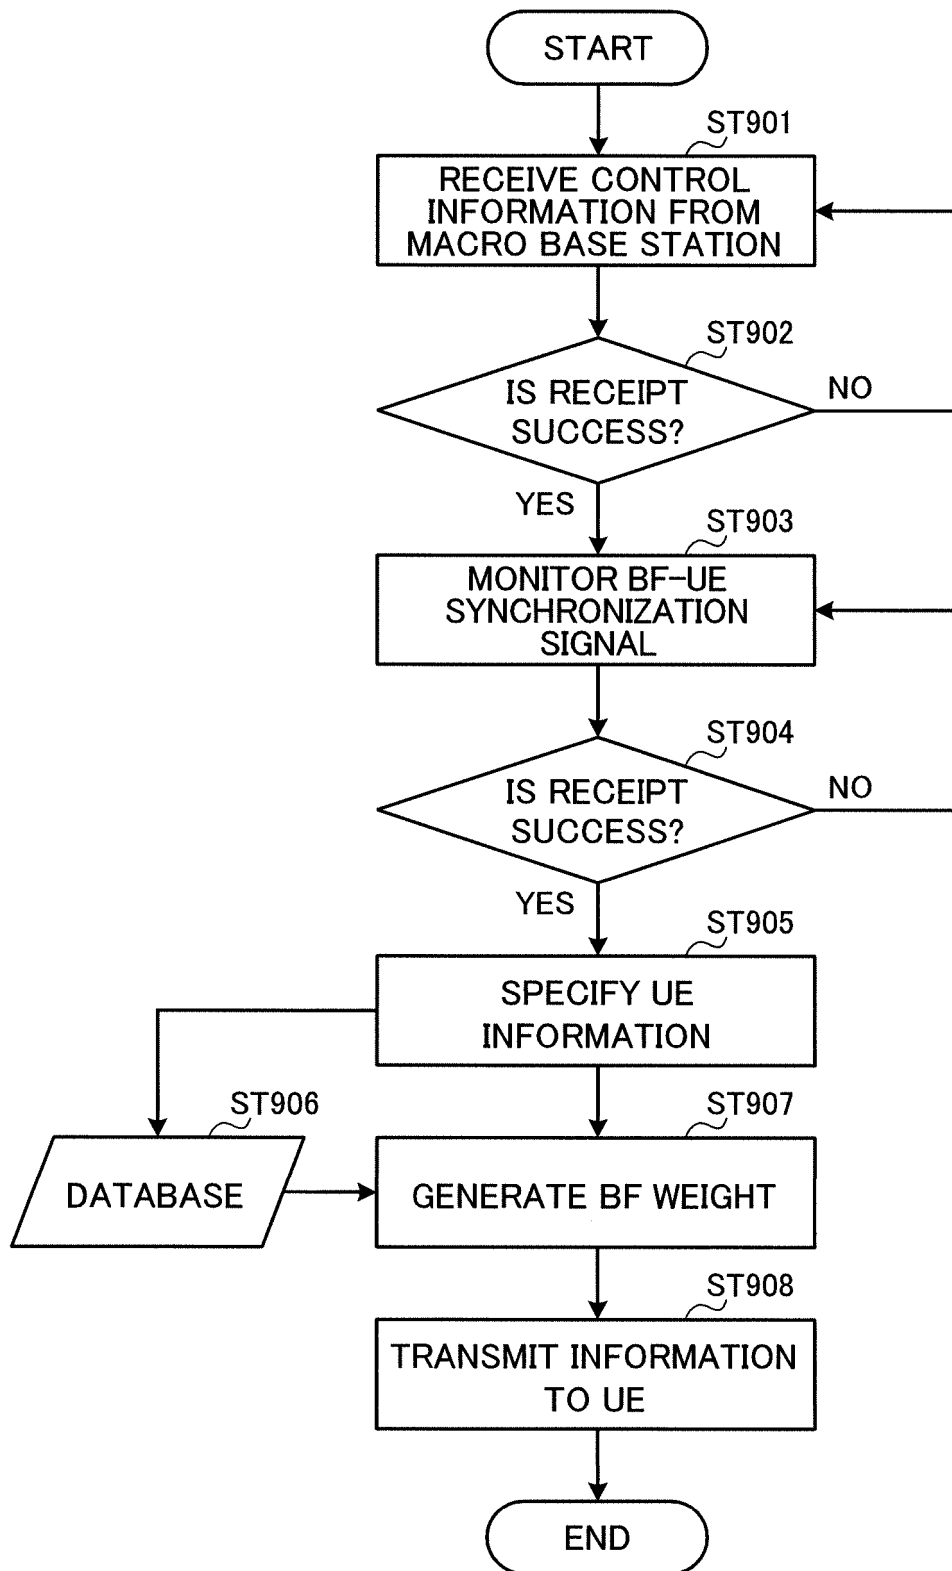 START
ST901
RECEIVE CONTROL
INFORMATION FROM
MACRO BASE STATION
ST902
IS RECEIPT
SUCCESS?
NO
YES
ST903
MONITOR BF-UE
SYNCHRONIZATION
SIGNAL
ST904
IS RECEIPT
SUCCESS?
NO
YES
ST905
SPECIFY UE
INFORMATION
ST906
DATABASE
ST907
GENERATE BF WEIGHT
ST908
TRANSMIT INFORMATION
TO UE
END